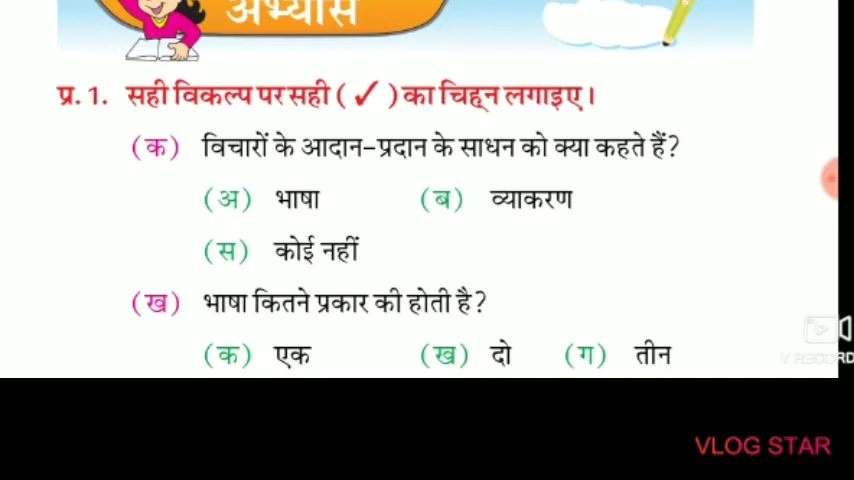 अभ्यास
प्र. 1. सही विकल्प पर सही ( ✓ ) का चिह्न लगाइए।
(क) विचारों के आदान-प्रदान के साधन को क्या कहते हैं?
(अ) भाषा (ब) व्याकरण
(स) कोई नहीं
(ख) भाषा कितने प्रकार की होती है?
(क) एक (ख) दो (ग) तीन
V RECORD
VLOG STAR